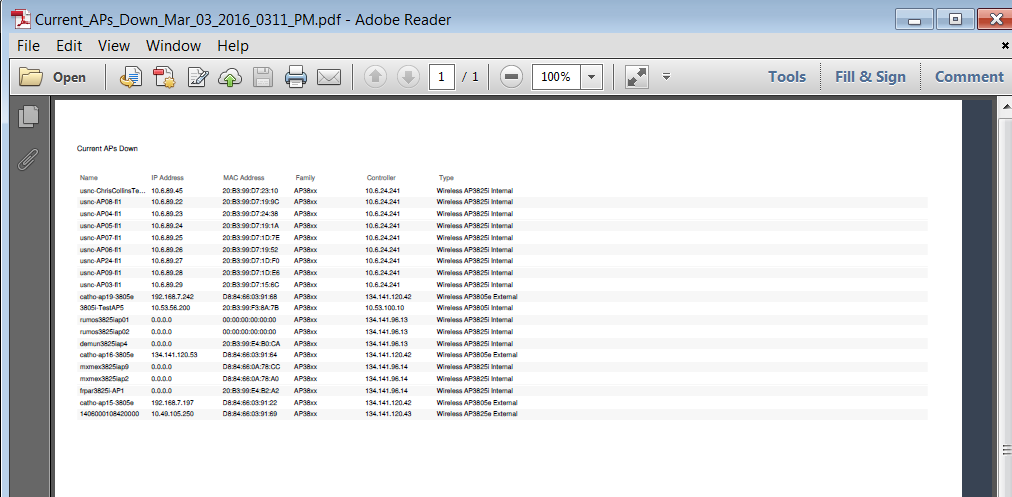 Current_APs_Down_Mar_03_2016_0311_PM.pdf - Adobe Reader
File Edit View Window Help
Open 1 / 1 100% Tools Fill & Sign Comment
Current APs Down
Name IP Address MAC Address Family Controller Type
usnc-ChrisCollinsTe... 10.6.89.45 20:B3:99:D7:23:10 AP38xx 10.6.24.241 Wireless AP3825i Internal
usnc-AP08-fl1 10.6.89.22 20:B3:99:D7:19:9C AP38xx 10.6.24.241 Wireless AP3825i Internal
usnc-AP04-fl1 10.6.89.23 20:B3:99:D7:24:38 AP38xx 10.6.24.241 Wireless AP3825i Internal
usnc-AP05-fl1 10.6.89.24 20:B3:99:D7:19:1A AP38xx 10.6.24.241 Wireless AP3825i Internal
usnc-AP07-fl1 10.6.89.25 20:B3:99:D7:1D:7E AP38xx 10.6.24.241 Wireless AP3825i Internal
usnc-AP06-fl1 10.6.89.26 20:B3:99:D7:19:52 AP38xx 10.6.24.241 Wireless AP3825i Internal
usnc-AP24-fl1 10.6.89.27 20:B3:99:D7:1D:F0 AP38xx 10.6.24.241 Wireless AP3825i Internal
usnc-AP09-fl1 10.6.89.28 20:B3:99:D7:1D:E6 AP38xx 10.6.24.241 Wireless AP3825i Internal
usnc-AP03-fl1 10.6.89.29 20:B3:99:D7:15:6C AP38xx 10.6.24.241 Wireless AP3825i Internal
catho-ap19-3805e 192.168.7.242 D8:84:66:03:91:68 AP38xx 134.141.120.42 Wireless AP3805e External
3805i-TestAP5 10.53.56.200 20:B3:99:F3:8A:7B AP38xx 10.53.100.10 Wireless AP3805i Internal
rumos3825iap01 0.0.0.0 00:00:00:00:00:00 AP38xx 134.141.96.13 Wireless AP3825i Internal
rumos3825iap02 0.0.0.0 00:00:00:00:00:00 AP38xx 134.141.96.13 Wireless AP3825i Internal
demun3825iap4 0.0.0.0 20:B3:99:E4:B0:CA AP38xx 134.141.96.13 Wireless AP3825i Internal
catho-ap16-3805e 134.141.120.53 D8:84:66:03:91:64 AP38xx 134.141.120.42 Wireless AP3805e External
mxmex3825iap9 0.0.0.0 D8:84:66:0A:78:CC AP38xx 134.141.96.14 Wireless AP3825i Internal
mxmex3825iap2 0.0.0.0 D8:84:66:0A:78:A0 AP38xx 134.141.96.14 Wireless AP3825i Internal
frpar3825i-AP1 0.0.0.0 20:B3:99:E4:B2:A2 AP38xx 134.141.96.14 Wireless AP3825i Internal
catho-ap15-3805e 192.168.7.197 D8:84:66:03:91:22 AP38xx 134.141.120.42 Wireless AP3805e External
1406000108420000 10.49.105.250 D8:84:66:03:91:69 AP38xx 134.141.120.43 Wireless AP3825e External